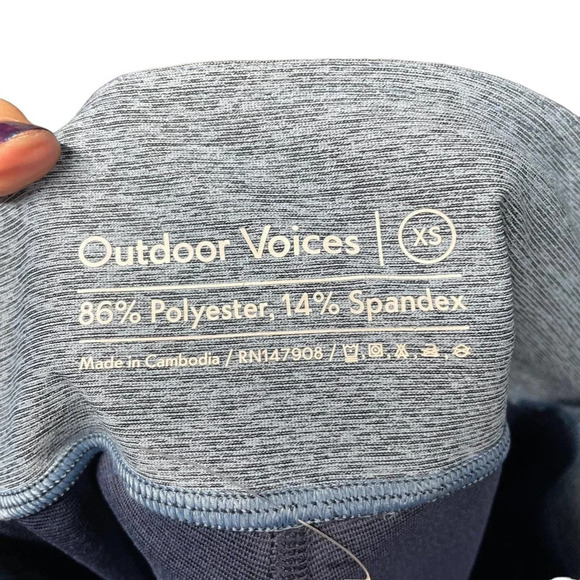 Outdoor Voices | XS
86% Polyester, 14% Spandex
Made in Cambodia / RN147908 /